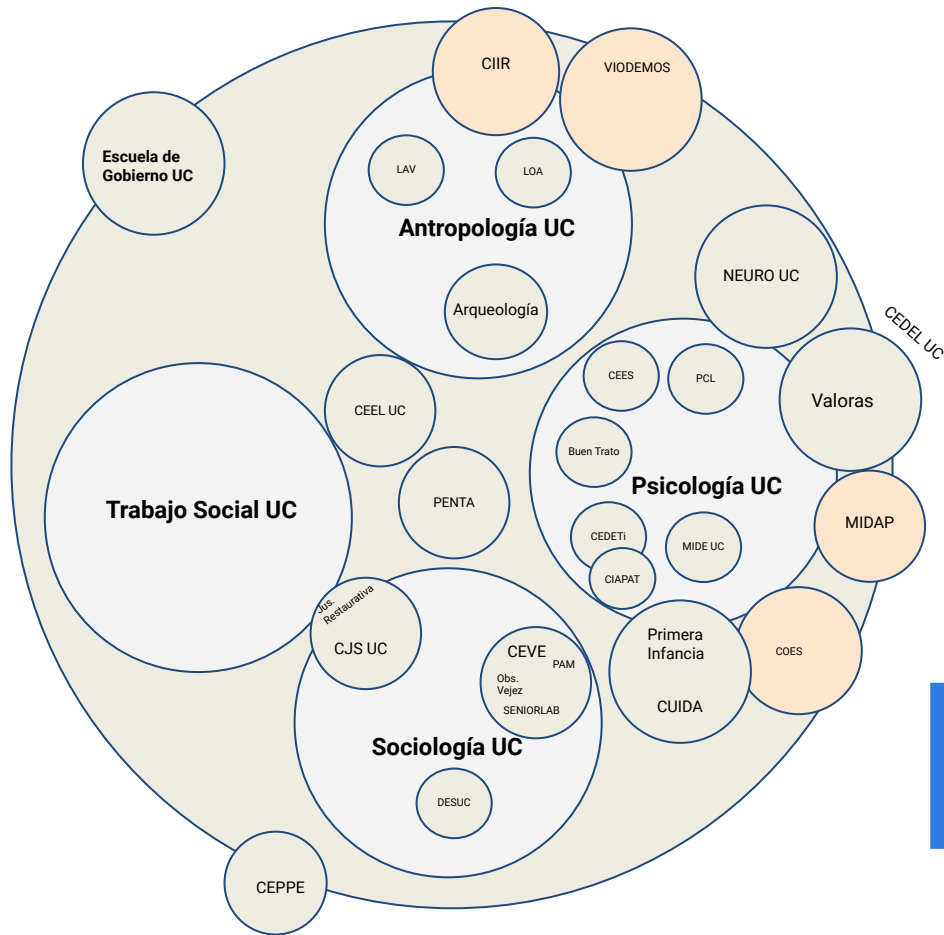 CIIR
VIODEMOS
Escuela de
Gobierno UC
LAV
LOA
Antropología UC
Arqueología
NEURO UC
CEDEL UC
CEES
PCL
Valoras
CEEL UC
Buen Trato
Psicología UC
Trabajo Social UC
PENTA
MIDAP
CEDETi
MIDE UC
CIAPAT
Jus.
Restaurativa
CJS UC
CEVE
PAM
Obs.
Vejez
SENIORLAB
Primera
Infancia
CUIDA
COES
Sociología UC
DESUC
CEPPE